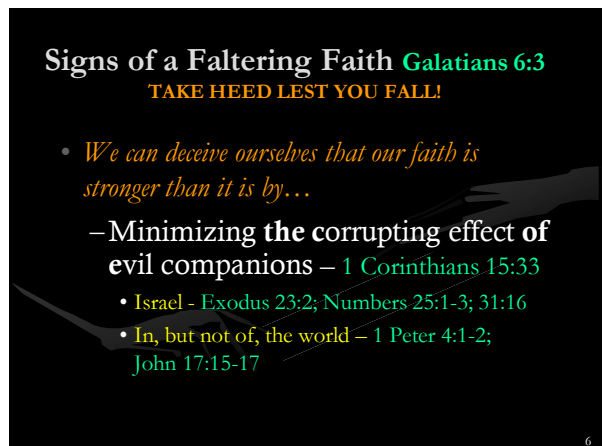 Signs of a Faltering Faith Galatians 6:3
TAKE HEED LEST YOU FALL!
• We can deceive ourselves that our faith is
stronger than it is by…
–Minimizing the corrupting effect of
evil companions – 1 Corinthians 15:33
• Israel - Exodus 23:2; Numbers 25:1-3; 31:16
• In, but not of, the world – 1 Peter 4:1-2;
John 17:15-17
6